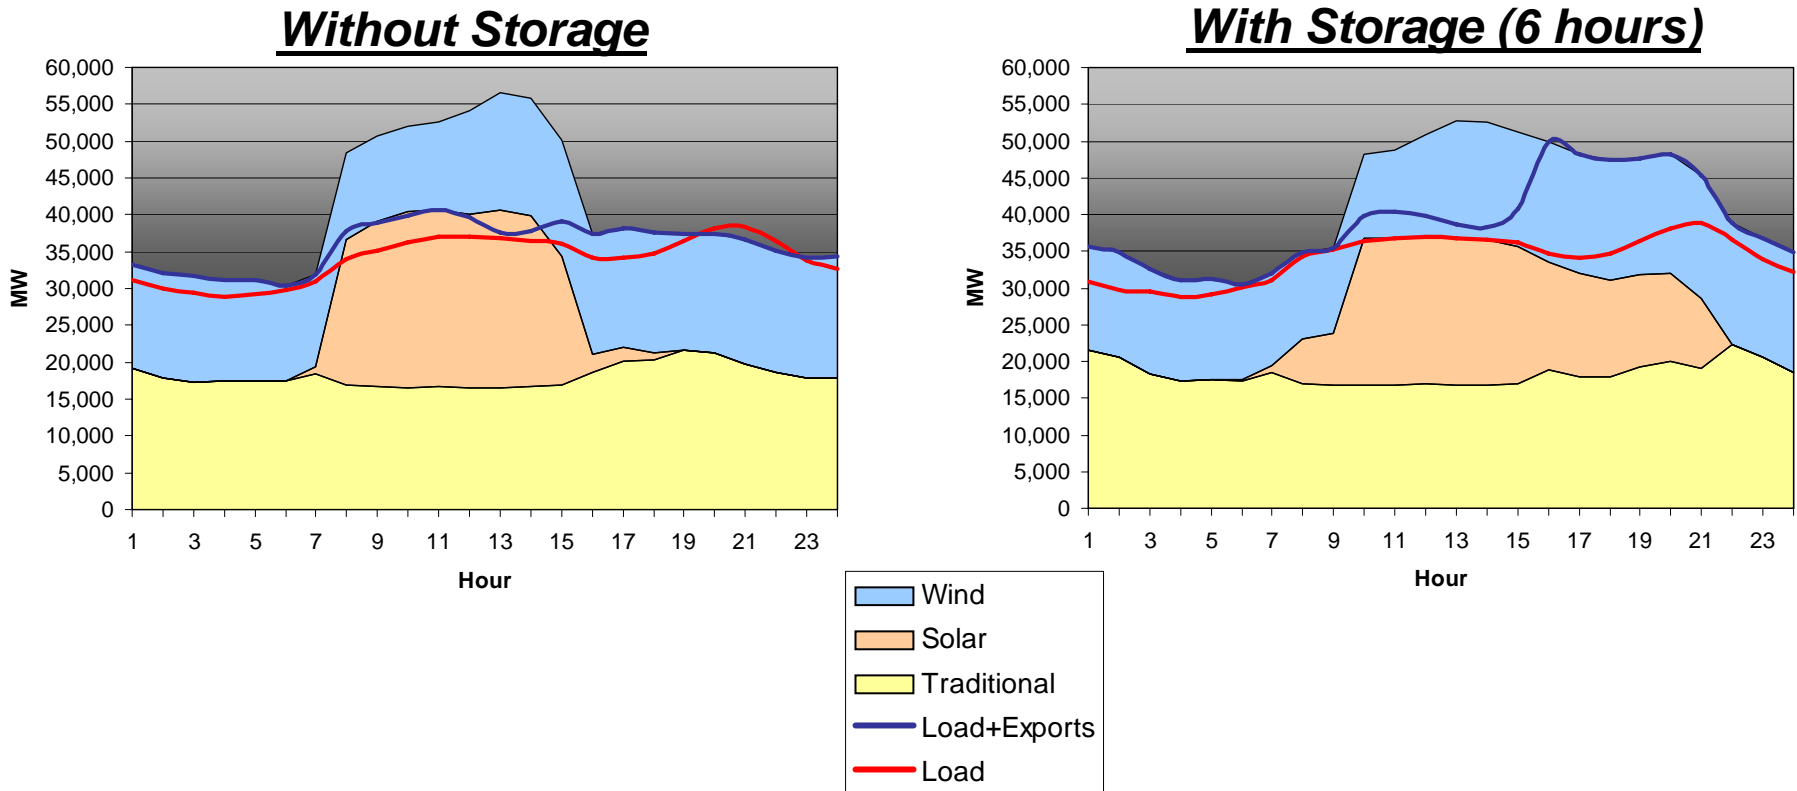 Without Storage
60,000
55,000
50,000
45,000
40,000
35,000
30,000
25,000
20,000
15,000
10,000
5,000
0
MW
1 3 5 7 9 11 13 15 17 19 21 23
Hour
With Storage (6 hours)
60,000
55,000
50,000
45,000
40,000
35,000
30,000
25,000
20,000
15,000
10,000
5,000
0
MW
1 3 5 7 9 11 13 15 17 19 21 23
Hour
Wind
Solar
Traditional
Load+Exports
Load